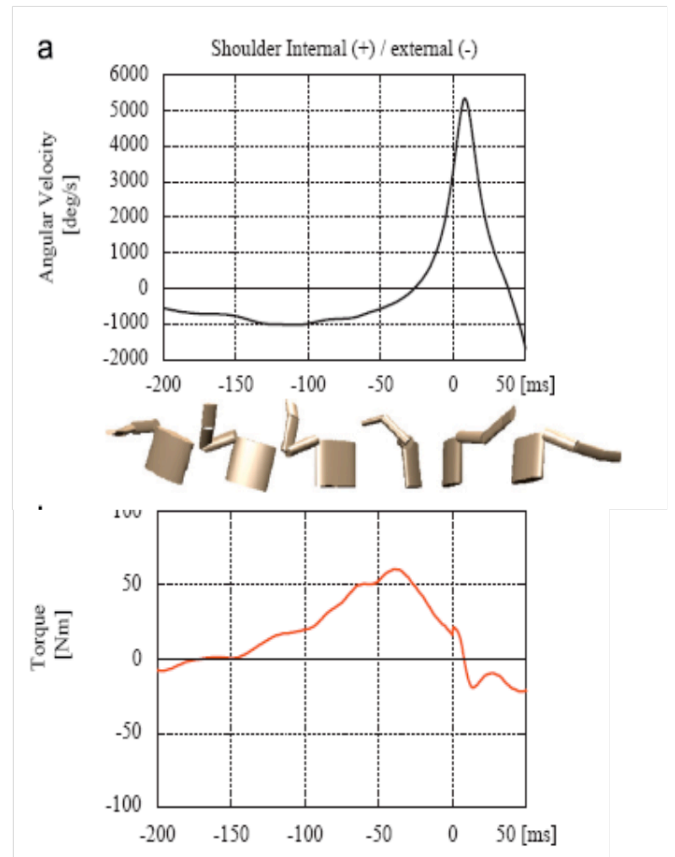 a
Shoulder Internal (+) / external (-)
6000
5000
4000
3000
2000
1000
0
-1000
-2000
Angular Velocity
[deg/s]
-200 -150 -100 -50 0 50 [ms]
100
50
0
-50
-100
Torque
[Nm]
-200 -150 -100 -50 0 50 [ms]